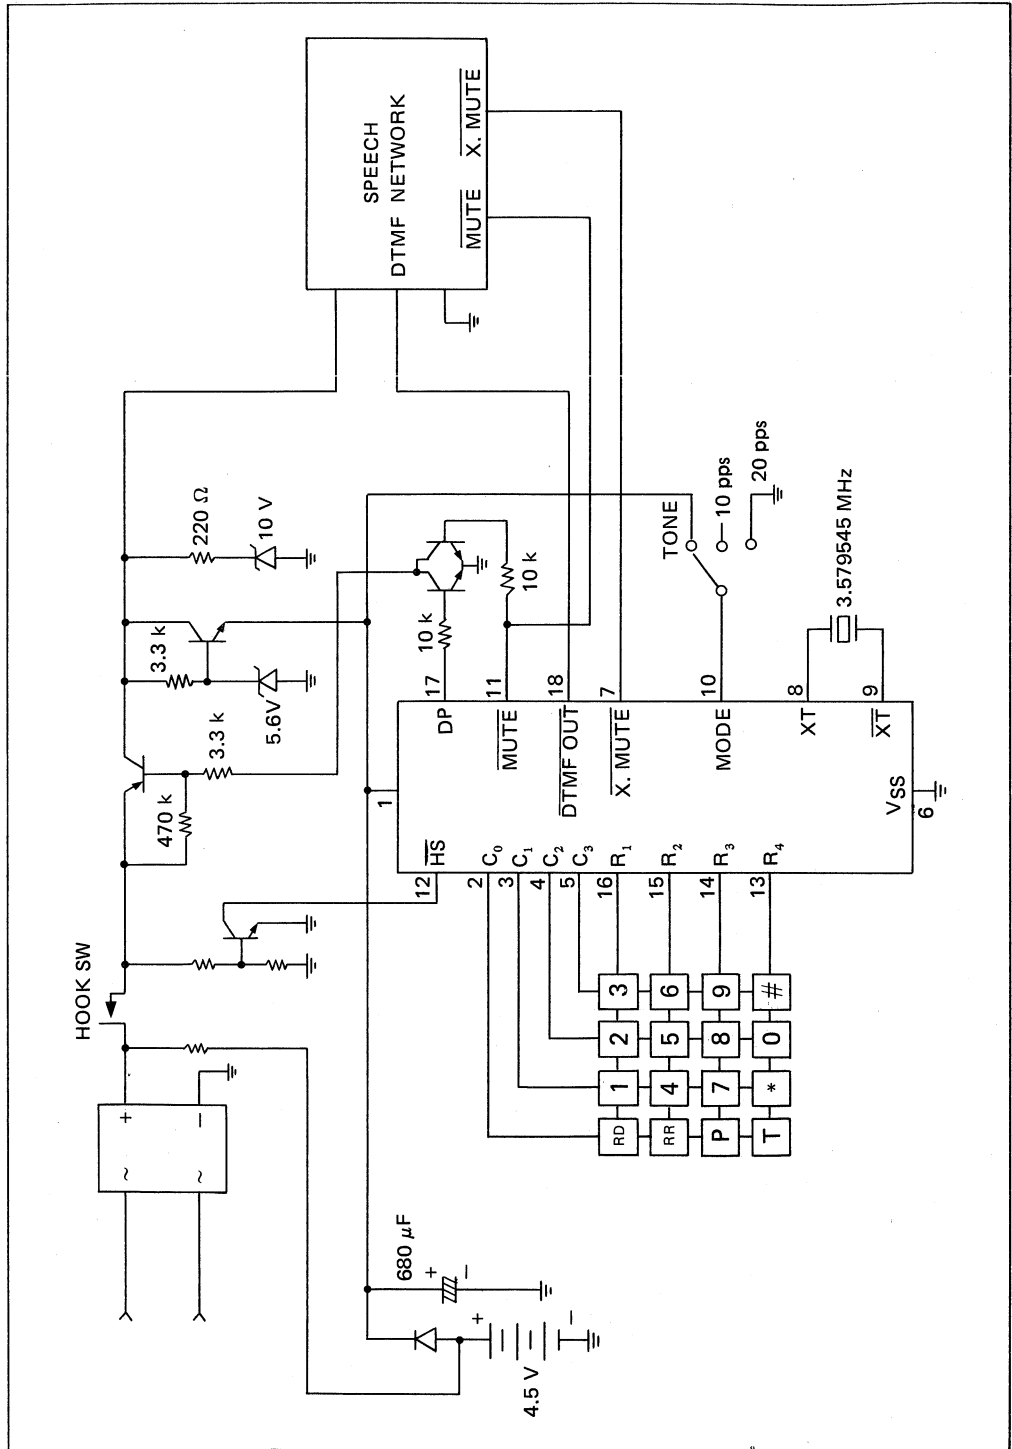 SPEECH
DTMF NETWORK
MUTE
X. MUTE
HOOK SW
+
−
~
~
470 k
3.3 k
3.3 k
5.6V
220 Ω
10 V
10 k
10 k
TONE
10 pps
20 pps
3.579545 MHz
680 μF
+
−
4.5 V
+
−
1
12
HS
2
C₀
3
C₁
4
C₂
5
C₃
16
R₁
15
R₂
14
R₃
13
R₄
DP
17
MUTE
11
DTMF OUT
18
X. MUTE
7
MODE
10
XT
8
XT
9
VSS
6
RD 1 2 3
RR 4 5 6
P 7 8 9
T * 0 #